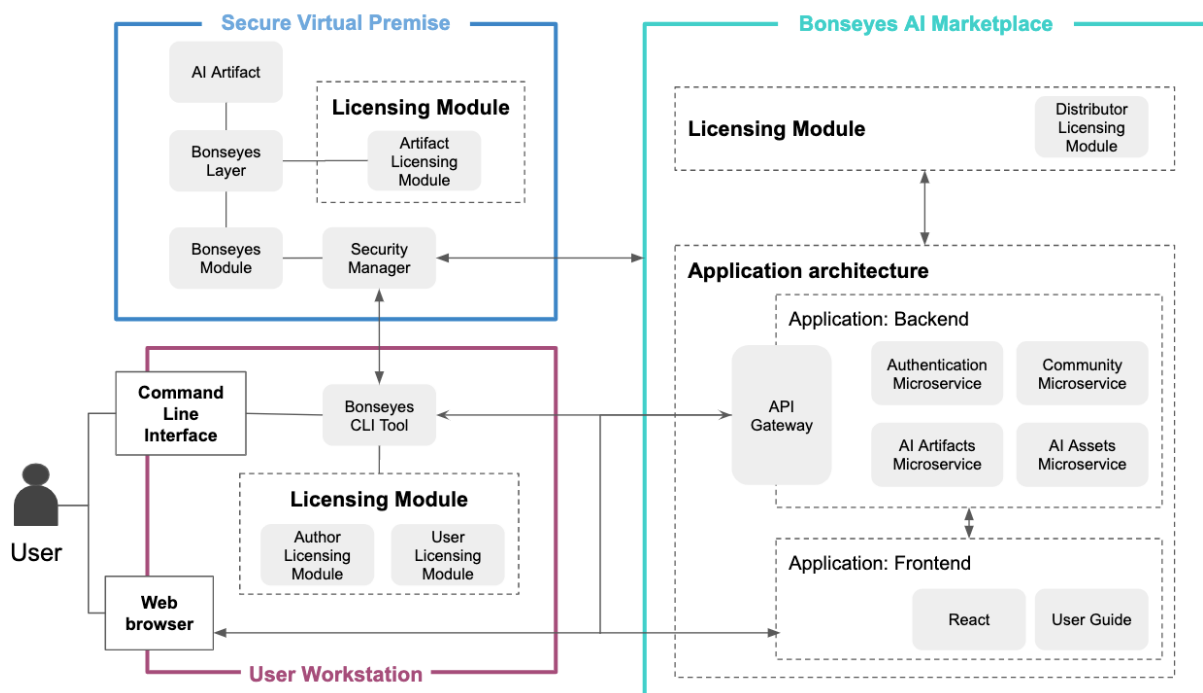 Secure Virtual Premise
AI Artifact
Licensing Module
Bonseyes
Layer
Artifact
Licensing
Module
Bonseyes
Module
Security
Manager
Command
Line
Interface
Bonseyes
CLI Tool
Licensing Module
Author
Licensing
Module
User
Licensing
Module
User
Web
browser
User Workstation
Bonseyes AI Marketplace
Licensing Module
Distributor
Licensing
Module
Application architecture
Application: Backend
API
Gateway
Authentication
Microservice
Community
Microservice
AI Artifacts
Microservice
AI Assets
Microservice
Application: Frontend
React
User Guide